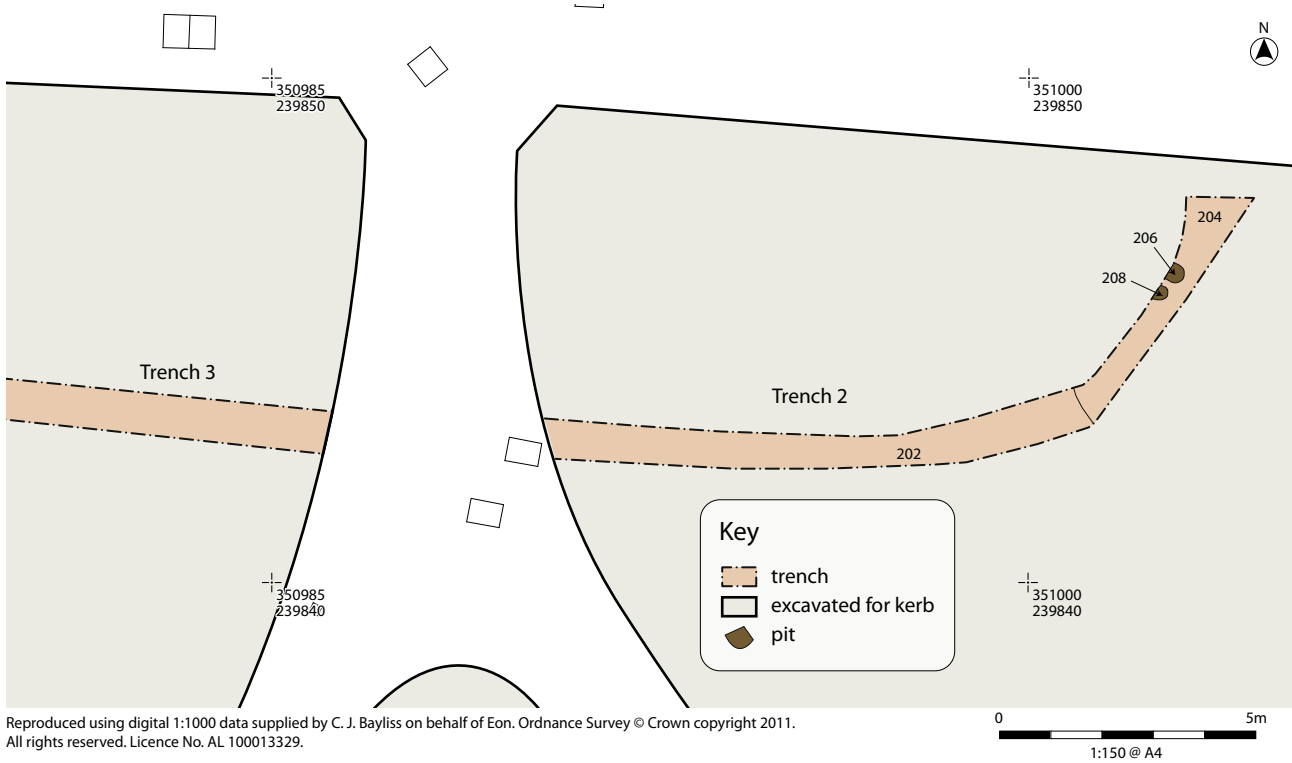 N
350985
239850
351000
239850
204
206
208
Trench 3
Trench 2
202
Key
trench
excavated for kerb
pit
350985
239840
351000
239840
Reproduced using digital 1:1000 data supplied by C. J. Bayliss on behalf of Eon. Ordnance Survey © Crown copyright 2011.
All rights reserved. Licence No. AL 100013329.
0 5m
1:150 @ A4